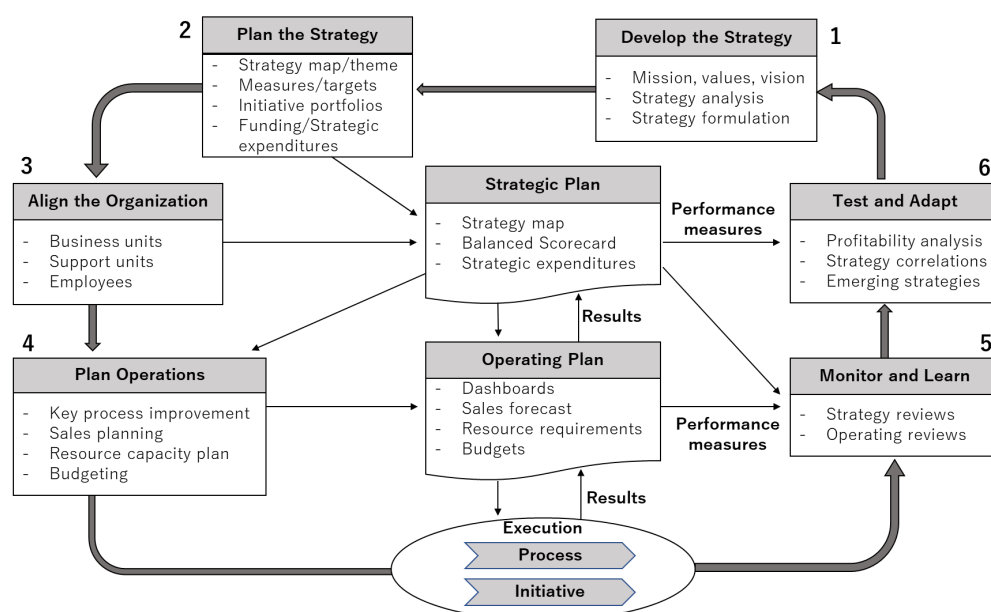 2
Plan the Strategy
- Strategy map/theme
- Measures/targets
- Initiative portfolios
- Funding/Strategic
expenditures
Develop the Strategy
1
- Mission, values, vision
- Strategy analysis
- Strategy formulation
3
Align the Organization
- Business units
- Support units
- Employees
Strategic Plan
- Strategy map
- Balanced Scorecard
- Strategic expenditures
Performance
measures
6
Test and Adapt
- Profitability analysis
- Strategy correlations
- Emerging strategies
Results
4
Plan Operations
- Key process improvement
- Sales planning
- Resource capacity plan
- Budgeting
Operating Plan
- Dashboards
- Sales forecast
- Resource requirements
- Budgets
Performance
measures
5
Monitor and Learn
- Strategy reviews
- Operating reviews
Results
Execution
Process
Initiative